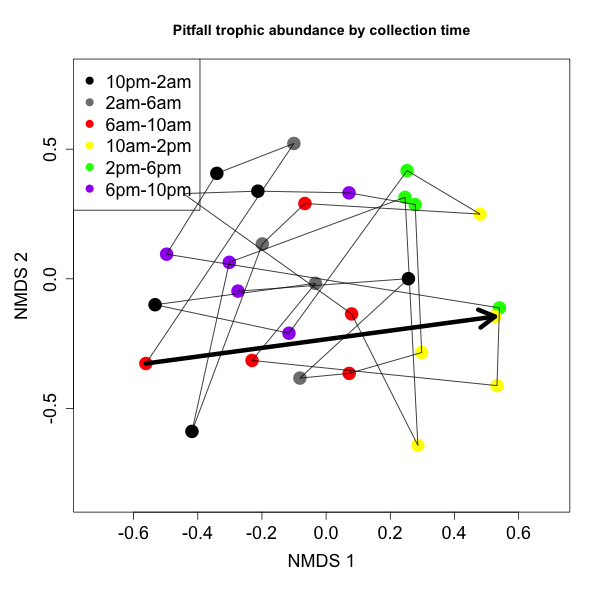 Pitfall trophic abundance by collection time
10pm-2am
2am-6am
6am-10am
10am-2pm
2pm-6pm
6pm-10pm
0.5
0.0
-0.5
NMDS 2
-0.6
-0.4
-0.2
0.0
0.2
0.4
0.6
NMDS 1